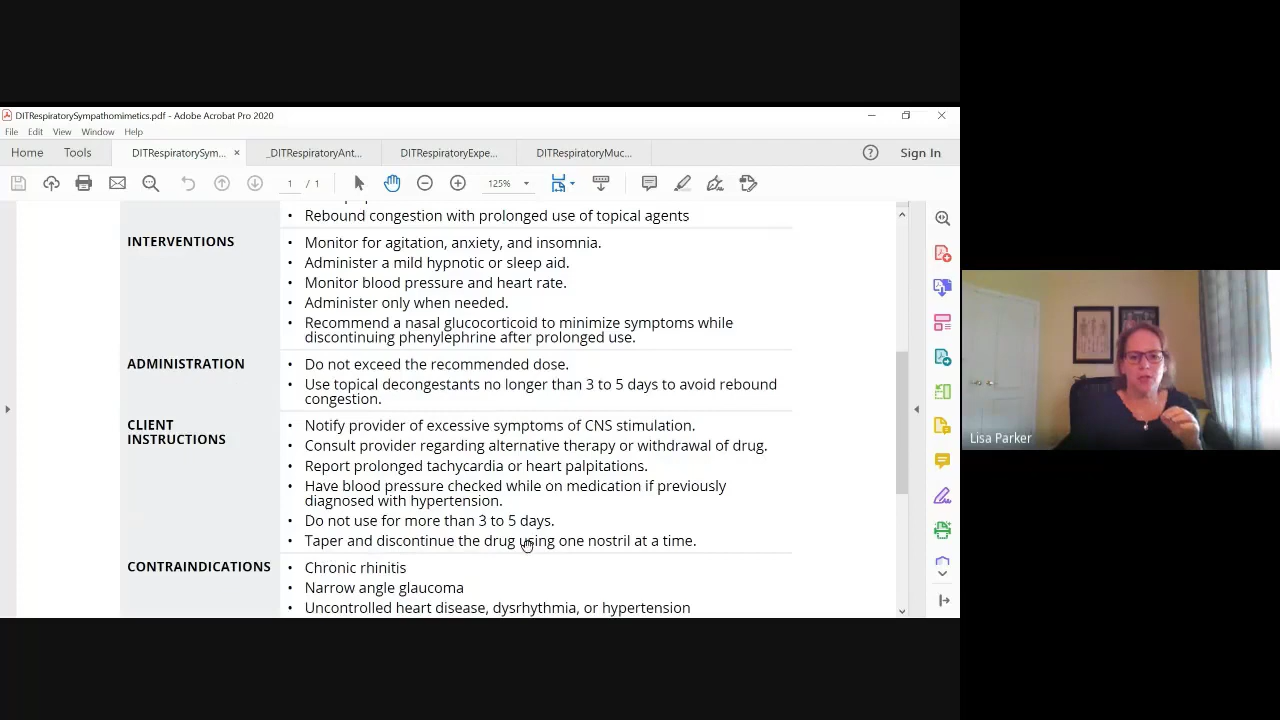 DITRespiratorySympathomimetics.pdf - Adobe Acrobat Pro 2020
File Edit View Window Help
Home Tools DITRespiratorySym... × _DITRespiratoryAnt... DITRespiratoryExpe... DITRespiratoryMuc... Sign In
1 / 1 125%
• Rebound congestion with prolonged use of topical agents
INTERVENTIONS
• Monitor for agitation, anxiety, and insomnia.
• Administer a mild hypnotic or sleep aid.
• Monitor blood pressure and heart rate.
• Administer only when needed.
• Recommend a nasal glucocorticoid to minimize symptoms while
discontinuing phenylephrine after prolonged use.
ADMINISTRATION
• Do not exceed the recommended dose.
• Use topical decongestants no longer than 3 to 5 days to avoid rebound
congestion.
CLIENT
INSTRUCTIONS
• Notify provider of excessive symptoms of CNS stimulation.
• Consult provider regarding alternative therapy or withdrawal of drug.
• Report prolonged tachycardia or heart palpitations.
• Have blood pressure checked while on medication if previously
diagnosed with hypertension.
• Do not use for more than 3 to 5 days.
• Taper and discontinue the drug using one nostril at a time.
CONTRAINDICATIONS
• Chronic rhinitis
• Narrow angle glaucoma
• Uncontrolled heart disease, dysrhythmia, or hypertension
Lisa Parker